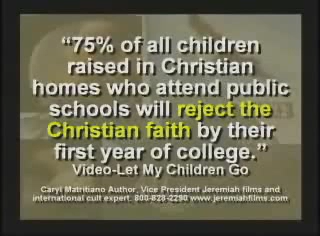 “75% of all children
raised in Christian
homes who attend public
schools will reject the
Christian faith by their
first year of college.”
Video-Let My Children Go
Caryl Matritiano Author, Vice President Jeremiah films and
international cult expert. 800-828-2290 www.jeremiahfilms.com